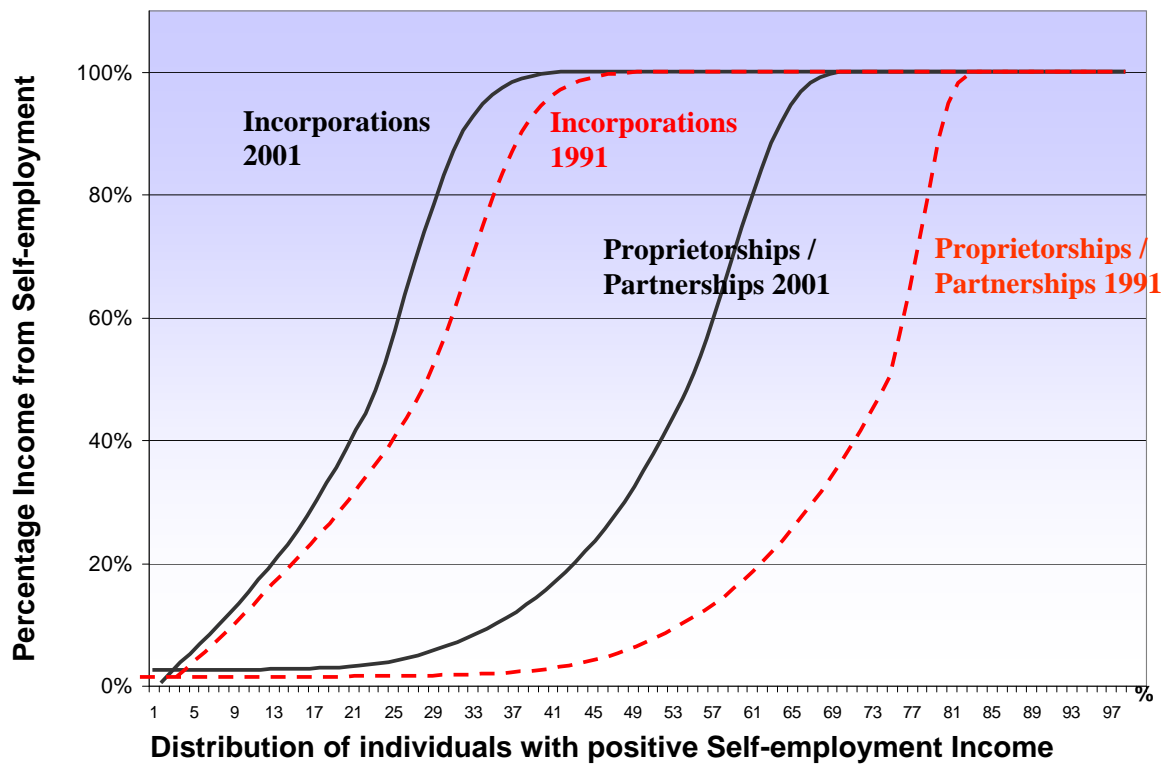 Percentage Income from Self-employment
100%
80%
60%
40%
20%
0%
Incorporations
2001
Incorporations
1991
Proprietorships /
Partnerships 2001
Proprietorships /
Partnerships 1991
%
1 5 9 13 17 21 25 29 33 37 41 45 49 53 57 61 65 69 73 77 81 85 89 93 97
Distribution of individuals with positive Self-employment Income